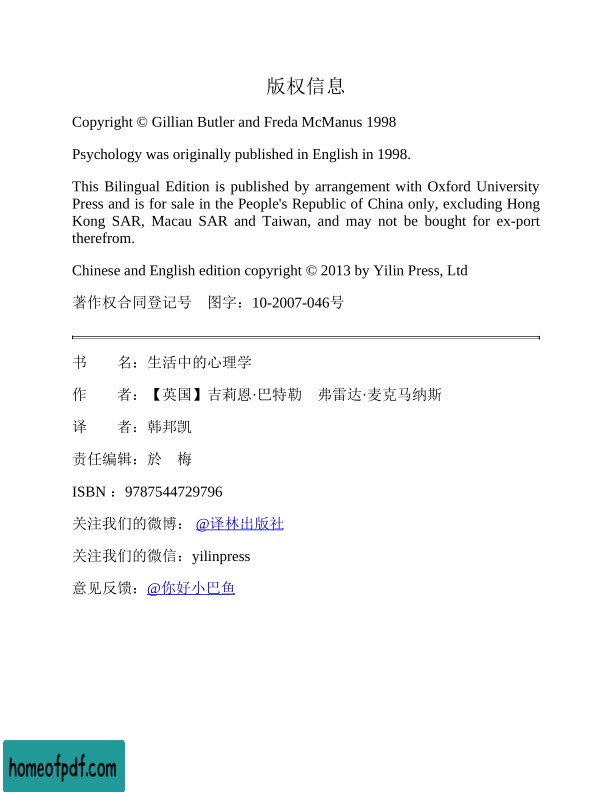 版权信息
Copyright © Gillian Butler and Freda McManus 1998
Psychology was originally published in English in 1998.
This Bilingual Edition is published by arrangement with Oxford University
Press and is for sale in the People's Republic of China only, excluding Hong
Kong SAR, Macau SAR and Taiwan, and may not be bought for ex-port
therefrom.
Chinese and English edition copyright © 2013 by Yilin Press, Ltd
著作权合同登记号　图字：10-2007-046号
书　　名：生活中的心理学
作　　者：【英国】吉莉恩·巴特勒　弗雷达·麦克马纳斯
译　　者：韩邦凯
责任编辑：於　梅
ISBN ：9787544729796
关注我们的微博： @译林出版社
关注我们的微信：yilinpress
意见反馈：@你好小巴鱼
homeofpdf.com